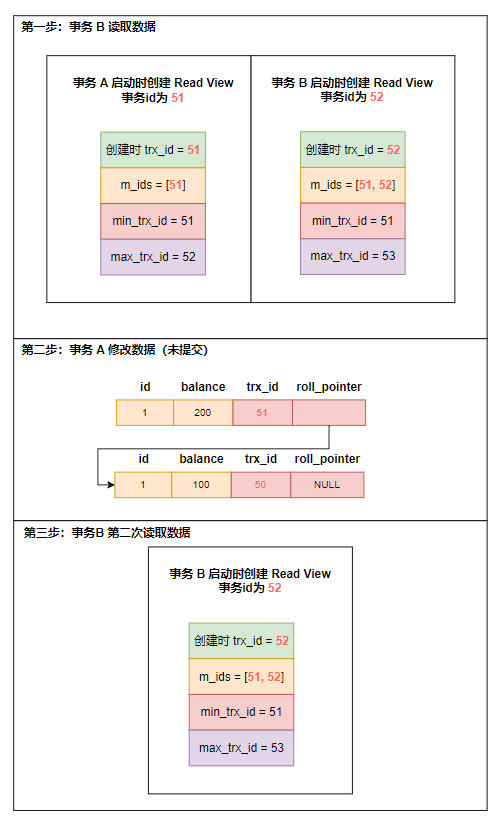 第一步：事务 B 读取数据
事务 A 启动时创建 Read View
事务id为 51
创建时 trx_id = 51
m_ids = [51]
min_trx_id = 51
max_trx_id = 52
事务 B 启动时创建 Read View
事务id为 52
创建时 trx_id = 52
m_ids = [51, 52]
min_trx_id = 51
max_trx_id = 53
第二步：事务 A 修改数据（未提交）
id balance trx_id roll_pointer
1 200 51
id balance trx_id roll_pointer
1 100 50 NULL
第三步：事务B 第二次读取数据
事务 B 启动时创建 Read View
事务id为 52
创建时 trx_id = 52
m_ids = [51, 52]
min_trx_id = 51
max_trx_id = 53